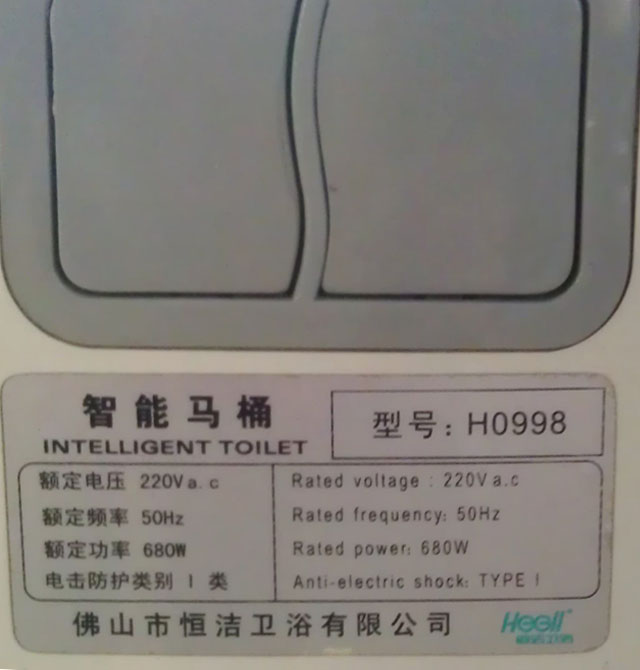 智能马桶
INTELLIGENT TOILET
型号：H0998
额定电压 220Va.c
额定频率 50Hz
额定功率 680W
电击防护类别 I 类
Rated voltage : 220Va.c
Rated frequency: 50Hz
Rated power: 680W
Anti-electric shock: TYPE I
佛山市恒洁卫浴有限公司